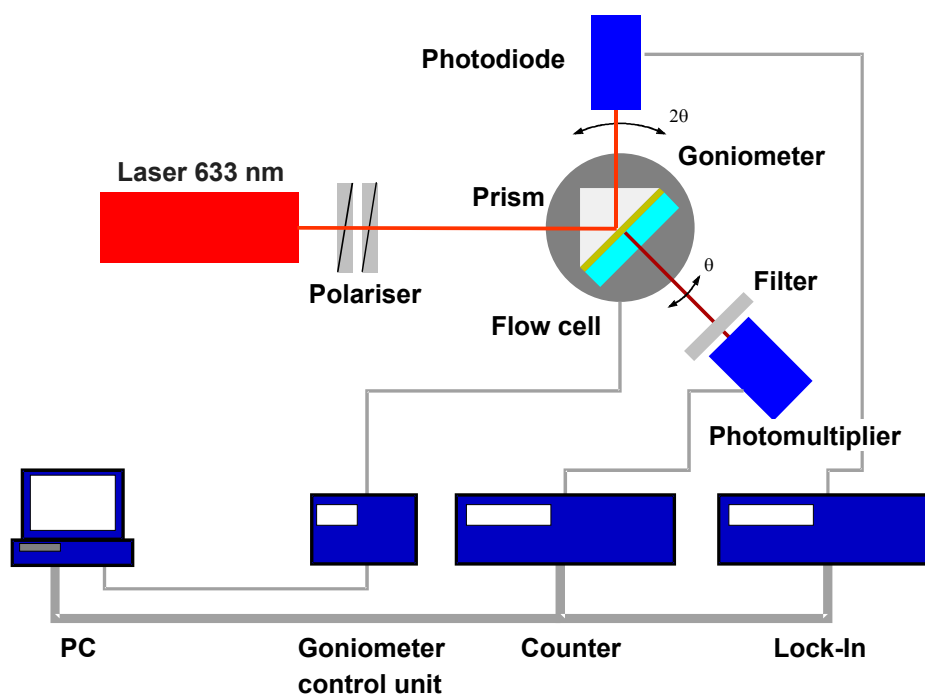 Photodiode
2θ
Goniometer
Laser 633 nm
Prism
Polariser
θ
Filter
Flow cell
Photomultiplier
PC
Goniometer
control unit
Counter
Lock-In